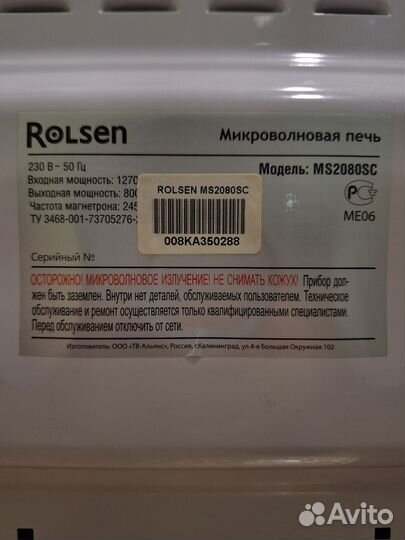 ROLSEN
Микроволновая печь
230 В ~ 50 Гц
Модель: MS2080SC
Входная мощность: 1270
Выходная мощность: 800
Частота магнетрона: 245
ТУ 3468-001-73705276-
ROLSEN MS2080SC
008KA350288
МЕ06
Серийный №
ОСТОРОЖНО! МИКРОВОЛНОВОЕ ИЗЛУЧЕНИЕ! НЕ СНИМАТЬ КОЖУХ! Прибор дол-
жен быть заземлен. Внутри нет деталей, обслуживаемых пользователем. Техническое
обслуживание и ремонт осуществляется только квалифицированными специалистами.
Перед обслуживанием отключить от сети.
Изготовитель: ООО «ТВ-Альянс», Россия, г.Калининград, ул.4-я Большая Окружная 102
Avito